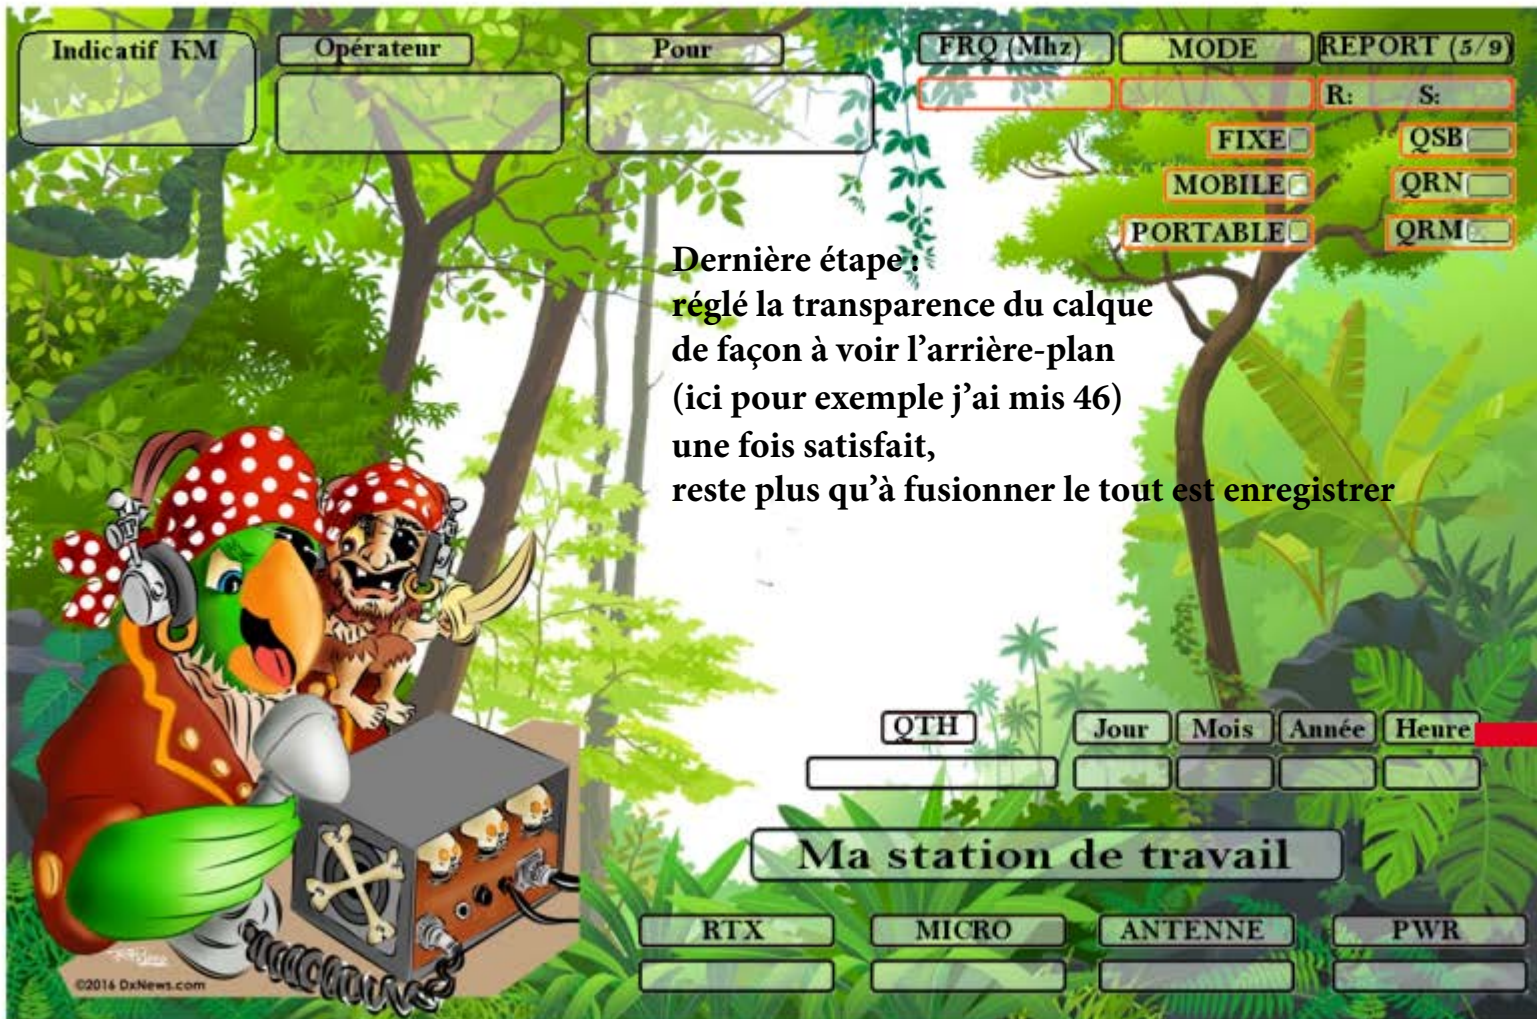 Indicatif KM
Opérateur
Pour
FRQ (Mhz)
MODE
REPORT (5/9)
R: S:
FIXE
QSB
MOBILE
QRN
PORTABLE
QRM
Dernière étape :
réglé la transparence du calque
de façon à voir l’arrière-plan
(ici pour exemple j’ai mis 46)
une fois satisfait,
reste plus qu’à fusionner le tout est enregistrer
QTH
Jour
Mois
Année
Heure
Ma station de travail
RTX
MICRO
ANTENNE
PWR
©2016 DxNews.com